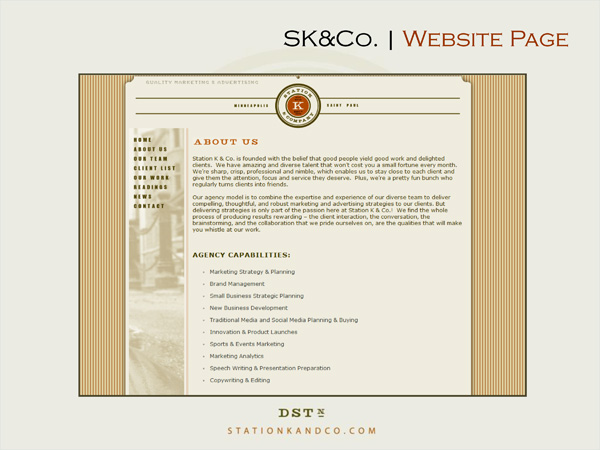 SK&Co. | Website Page
Quality Marketing & Advertising
MINNEAPOLIS
STATION
K
& COMPANY
SAINT PAUL
HOME
ABOUT US
OUR TEAM
CLIENT LIST
OUR WORK
READINGS
NEWS
CONTACT
ABOUT US
Station K & Co. is founded with the belief that good people yield good work and delighted
clients. We have amazing and diverse talent that won't cost you a small fortune every month.
We're sharp, crisp, professional and nimble, which enables us to stay close to each client and
give them the attention, focus and service they deserve. Plus, we're a pretty fun bunch who
regularly turns clients into friends.
Our agency model is to combine the expertise and experience of our diverse team to deliver
compelling, thoughtful, and robust marketing and advertising strategies to our clients. But
delivering strategies is only part of the passion here at Station K & Co.! We find the whole
process of producing results rewarding – the client interaction, the conversation, the
brainstorming, and the collaboration that we pride ourselves on, are the qualities that will make
you whistle at our work.
AGENCY CAPABILITIES:
- Marketing Strategy & Planning
- Brand Management
- Small Business Strategic Planning
- New Business Development
- Traditional Media and Social Media Planning & Buying
- Innovation & Product Launches
- Sports & Events Marketing
- Marketing Analytics
- Speech Writing & Presentation Preparation
- Copywriting & Editing
DSTN
STATIONKANDCO.COM